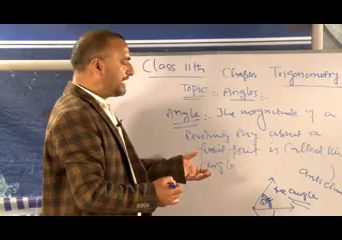 Class 11th Chapter Trigonometry
Topic :. Angles :.
Angle :. The magnitude of a
Revolving Ray about a
fixed point is called
angle
+ve angle